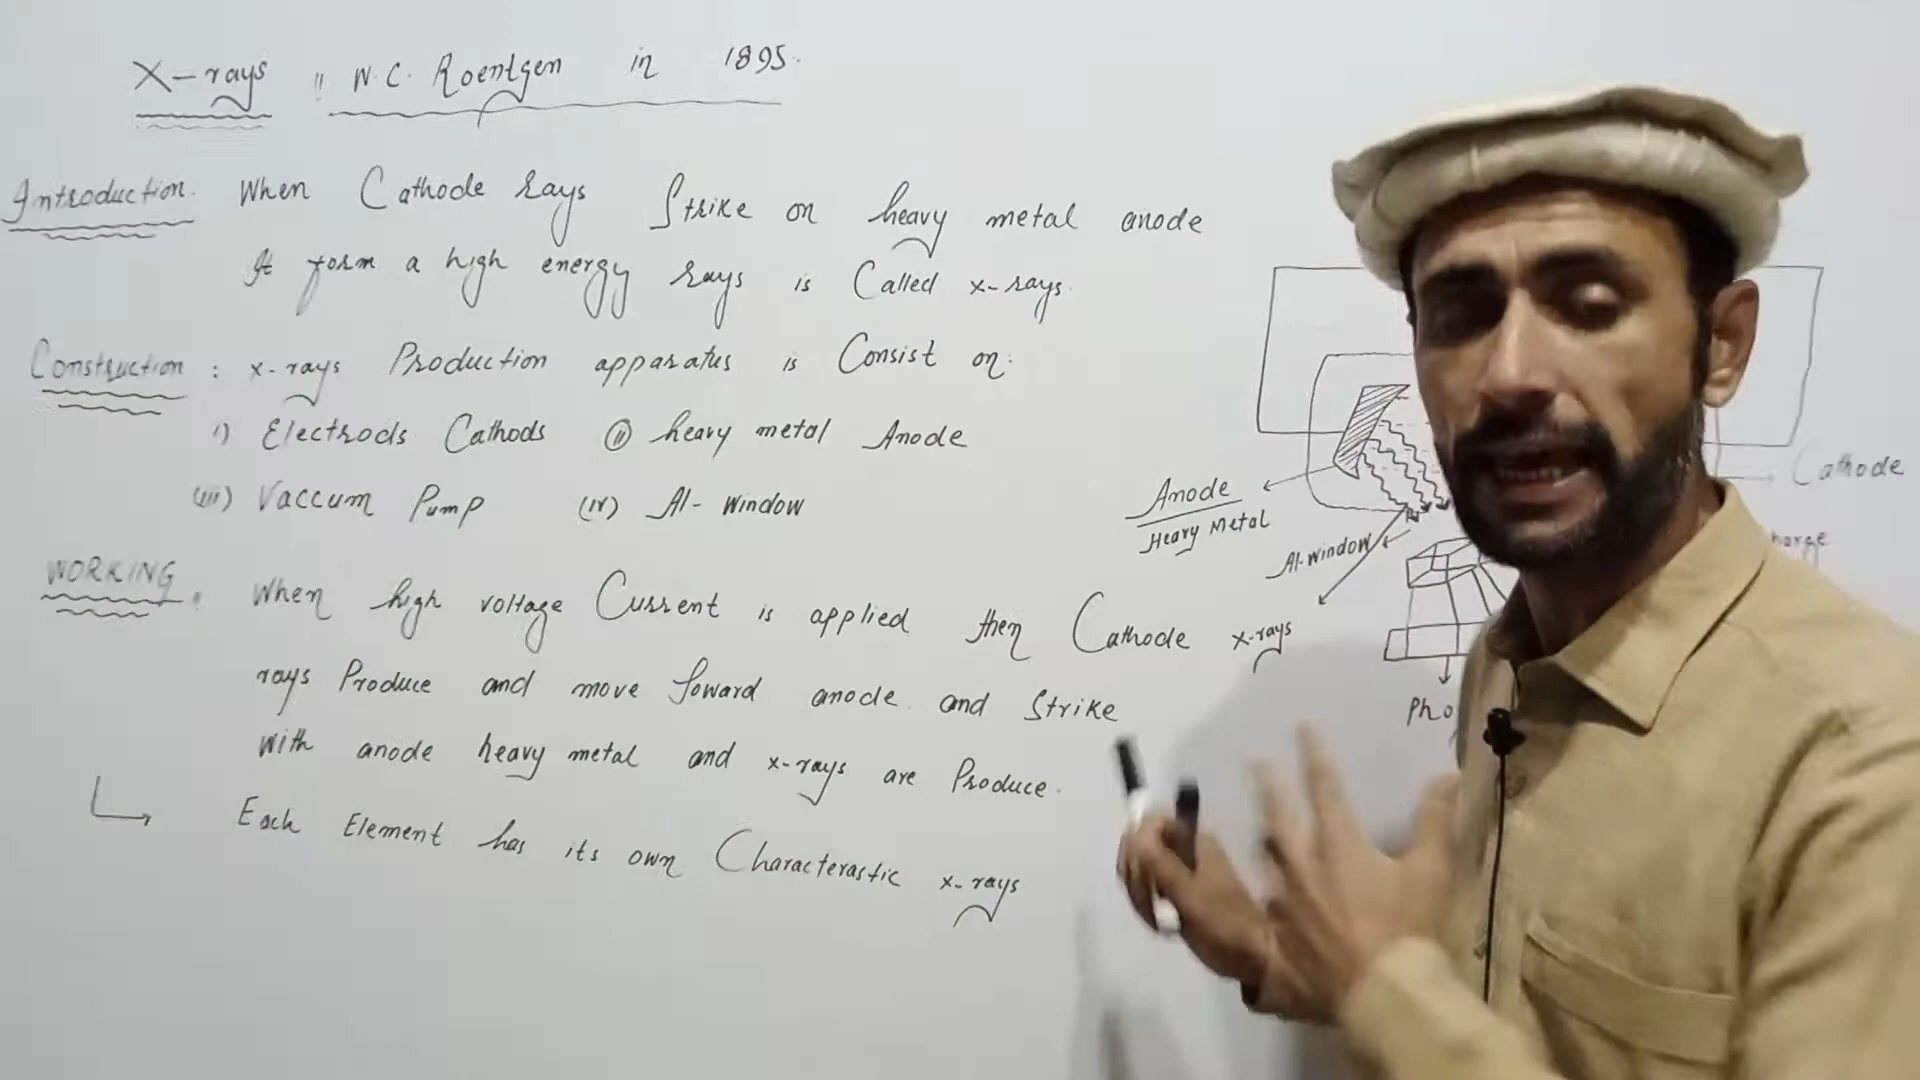 X-rays :: W.C. Roentgen in 1895.
Introduction. When Cathode rays Strike on heavy metal anode
It form a high energy rays is Called x-rays.
Construction : x-rays Production apparatus is Consist on:
i) Electrods Cathods (ii) heavy metal Anode
(iii) Vaccum Pump (iv) Al- Window
WORKING : When high voltage Current is applied then Cathode
rays Produce and move Toward anode and Strike
with anode heavy metal and x-rays are Produce.
Each Element has its own Characterastic x-rays
Cathode
Anode
Heavy Metal
Al-window
x-rays